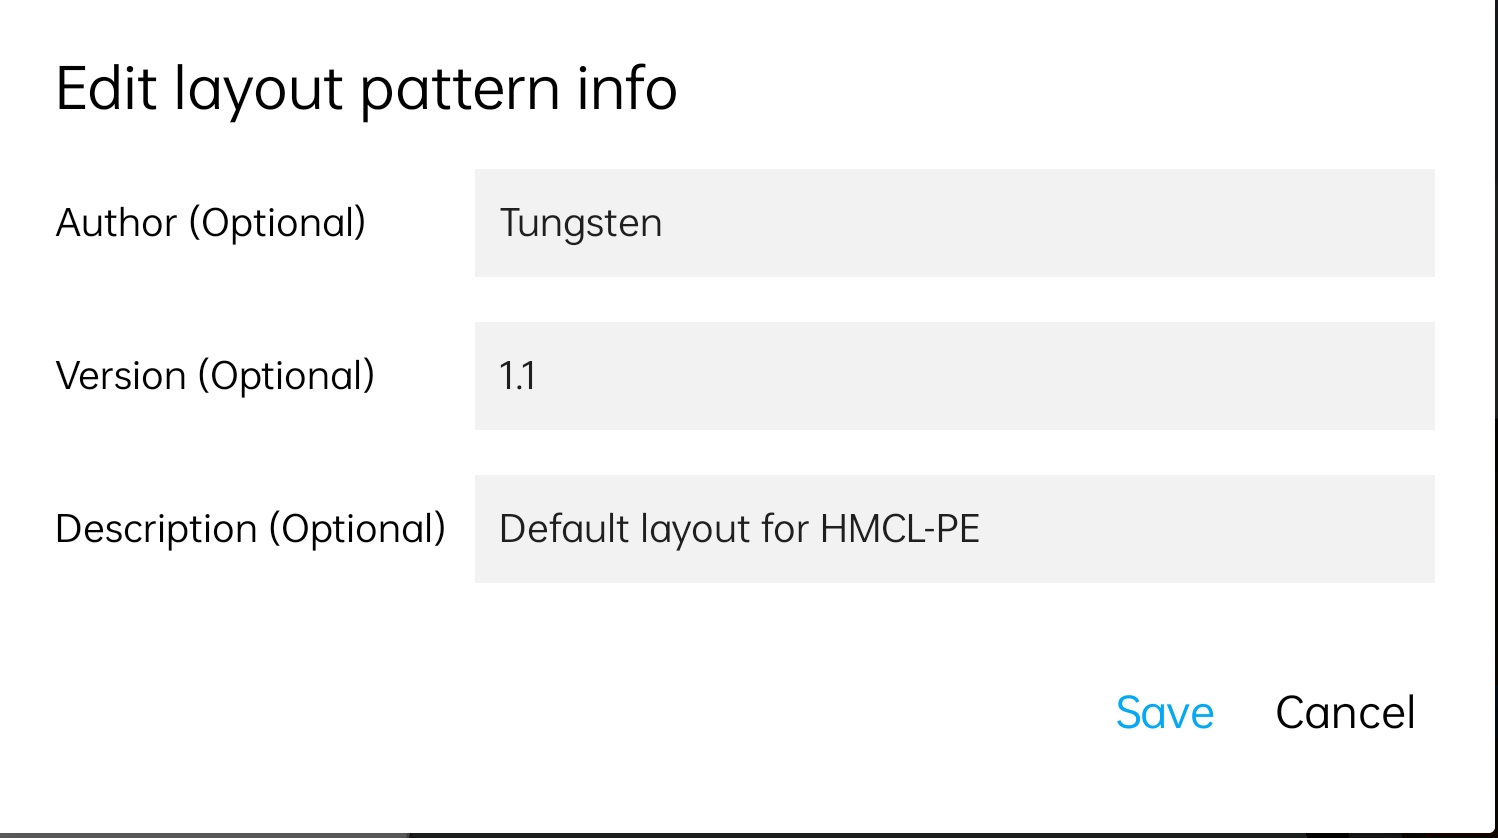 Edit layout pattern info
Author (Optional) Tungsten
Version (Optional) 1.1
Description (Optional) Default layout for HMCL-PE
Save Cancel